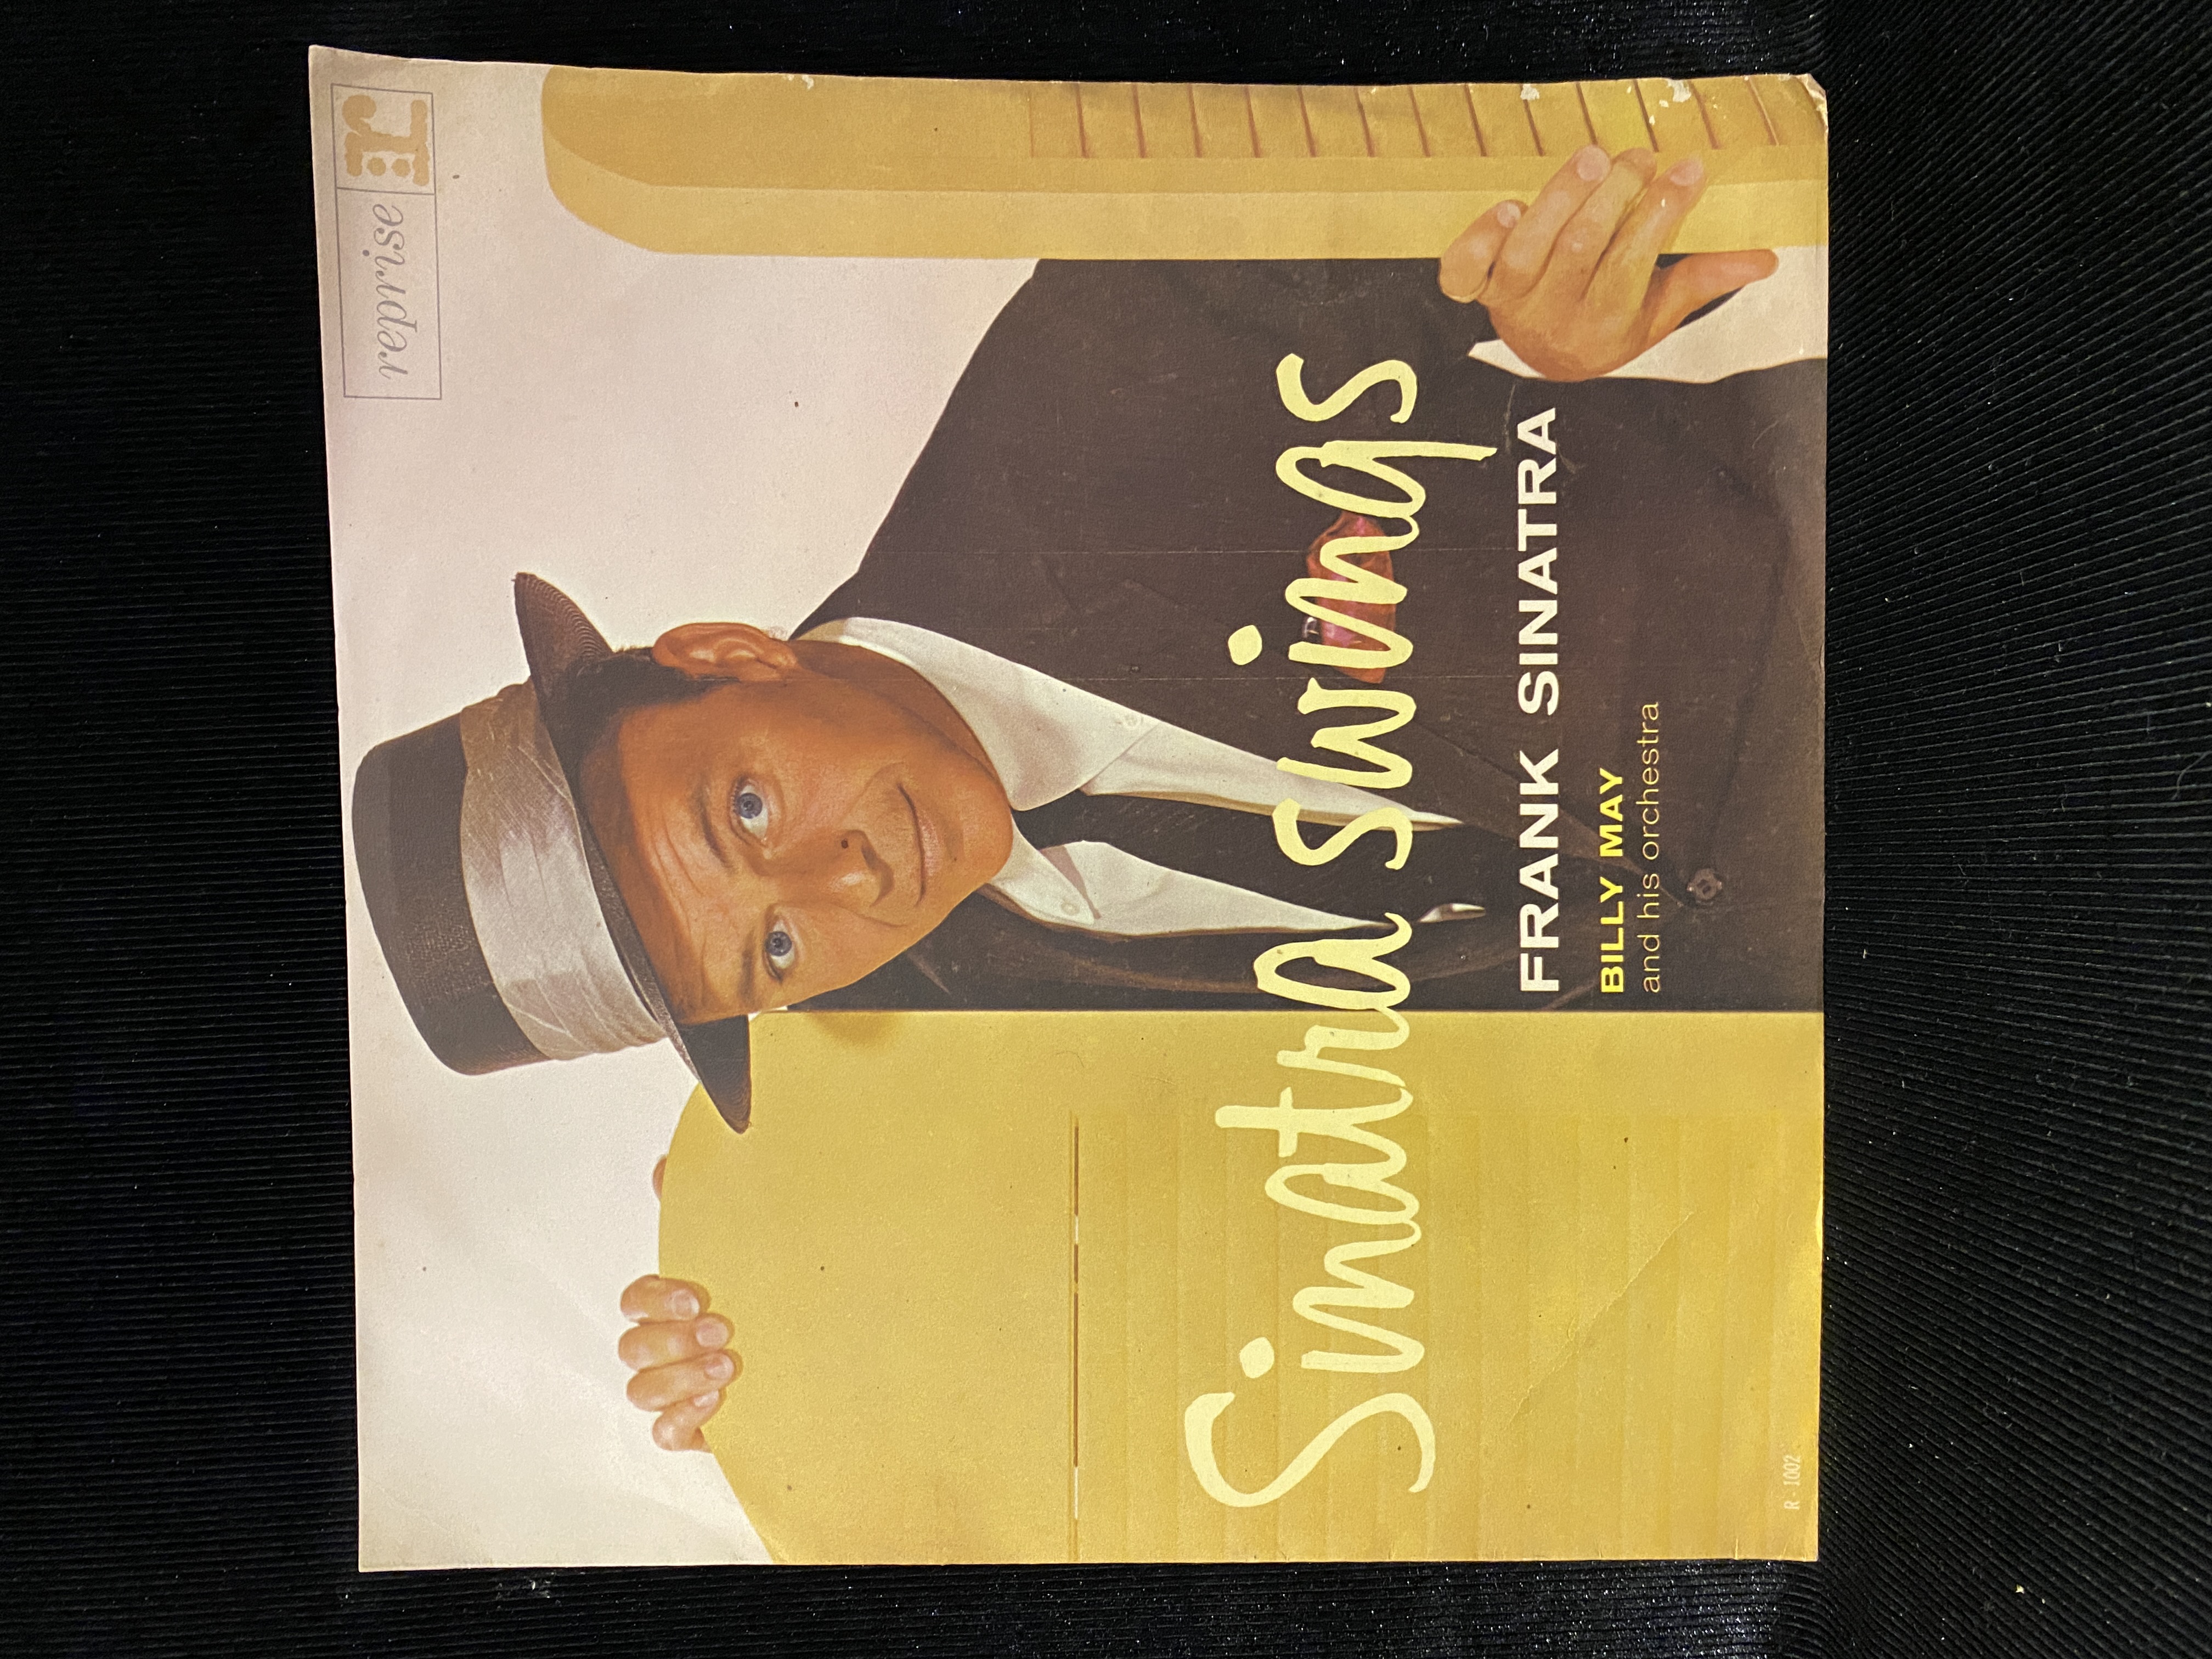 reprise r
Sinatra swings
FRANK SINATRA
BILLY MAY
and his orchestra
R - 1002